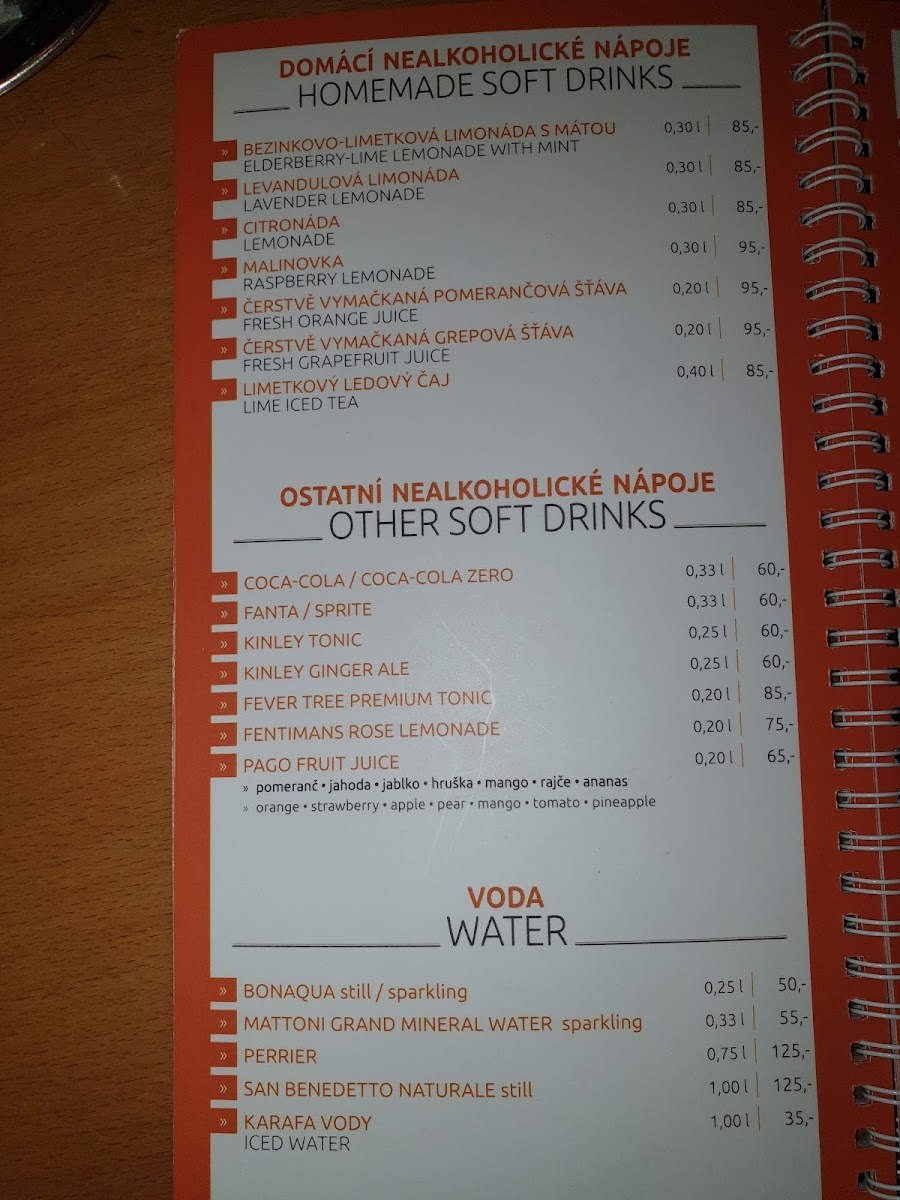 DOMÁCÍ NEALKOHOLICKÉ NÁPOJE
HOMEMADE SOFT DRINKS
» BEZINKOVO-LIMETKOVÁ LIMONÁDA S MÁTOU 0,30 l 85,-
ELDERBERRY-LIME LEMONADE WITH MINT
» LEVANDULOVÁ LIMONÁDA 0,30 l 85,-
LAVENDER LEMONADE
» CITRONÁDA 0,30 l 85,-
LEMONADE
» MALINOVKA 0,30 l 95,-
RASPBERRY LEMONADE
» ČERSTVĚ VYMAČKANÁ POMERANČOVÁ ŠŤÁVA 0,20 l 95,-
FRESH ORANGE JUICE
» ČERSTVĚ VYMAČKANÁ GREPOVÁ ŠŤÁVA 0,20 l 95,-
FRESH GRAPEFRUIT JUICE
» LIMETKOVÝ LEDOVÝ ČAJ 0,40 l 85,-
LIME ICED TEA
OSTATNÍ NEALKOHOLICKÉ NÁPOJE
OTHER SOFT DRINKS
» COCA-COLA / COCA-COLA ZERO 0,33 l 60,-
» FANTA / SPRITE 0,33 l 60,-
» KINLEY TONIC 0,25 l 60,-
» KINLEY GINGER ALE 0,25 l 60,-
» FEVER TREE PREMIUM TONIC 0,20 l 85,-
» FENTIMANS ROSE LEMONADE 0,20 l 75,-
» PAGO FRUIT JUICE 0,20 l 65,-
» pomeranč • jahoda • jablko • hruška • mango • rajče • ananas
» orange • strawberry • apple • pear • mango • tomato • pineapple
VODA
WATER
» BONAQUA still / sparkling 0,25 l 50,-
» MATTONI GRAND MINERAL WATER sparkling 0,33 l 55,-
» PERRIER 0,75 l 125,-
» SAN BENEDETTO NATURALE still 1,00 l 125,-
» KARAFA VODY 1,00 l 35,-
ICED WATER